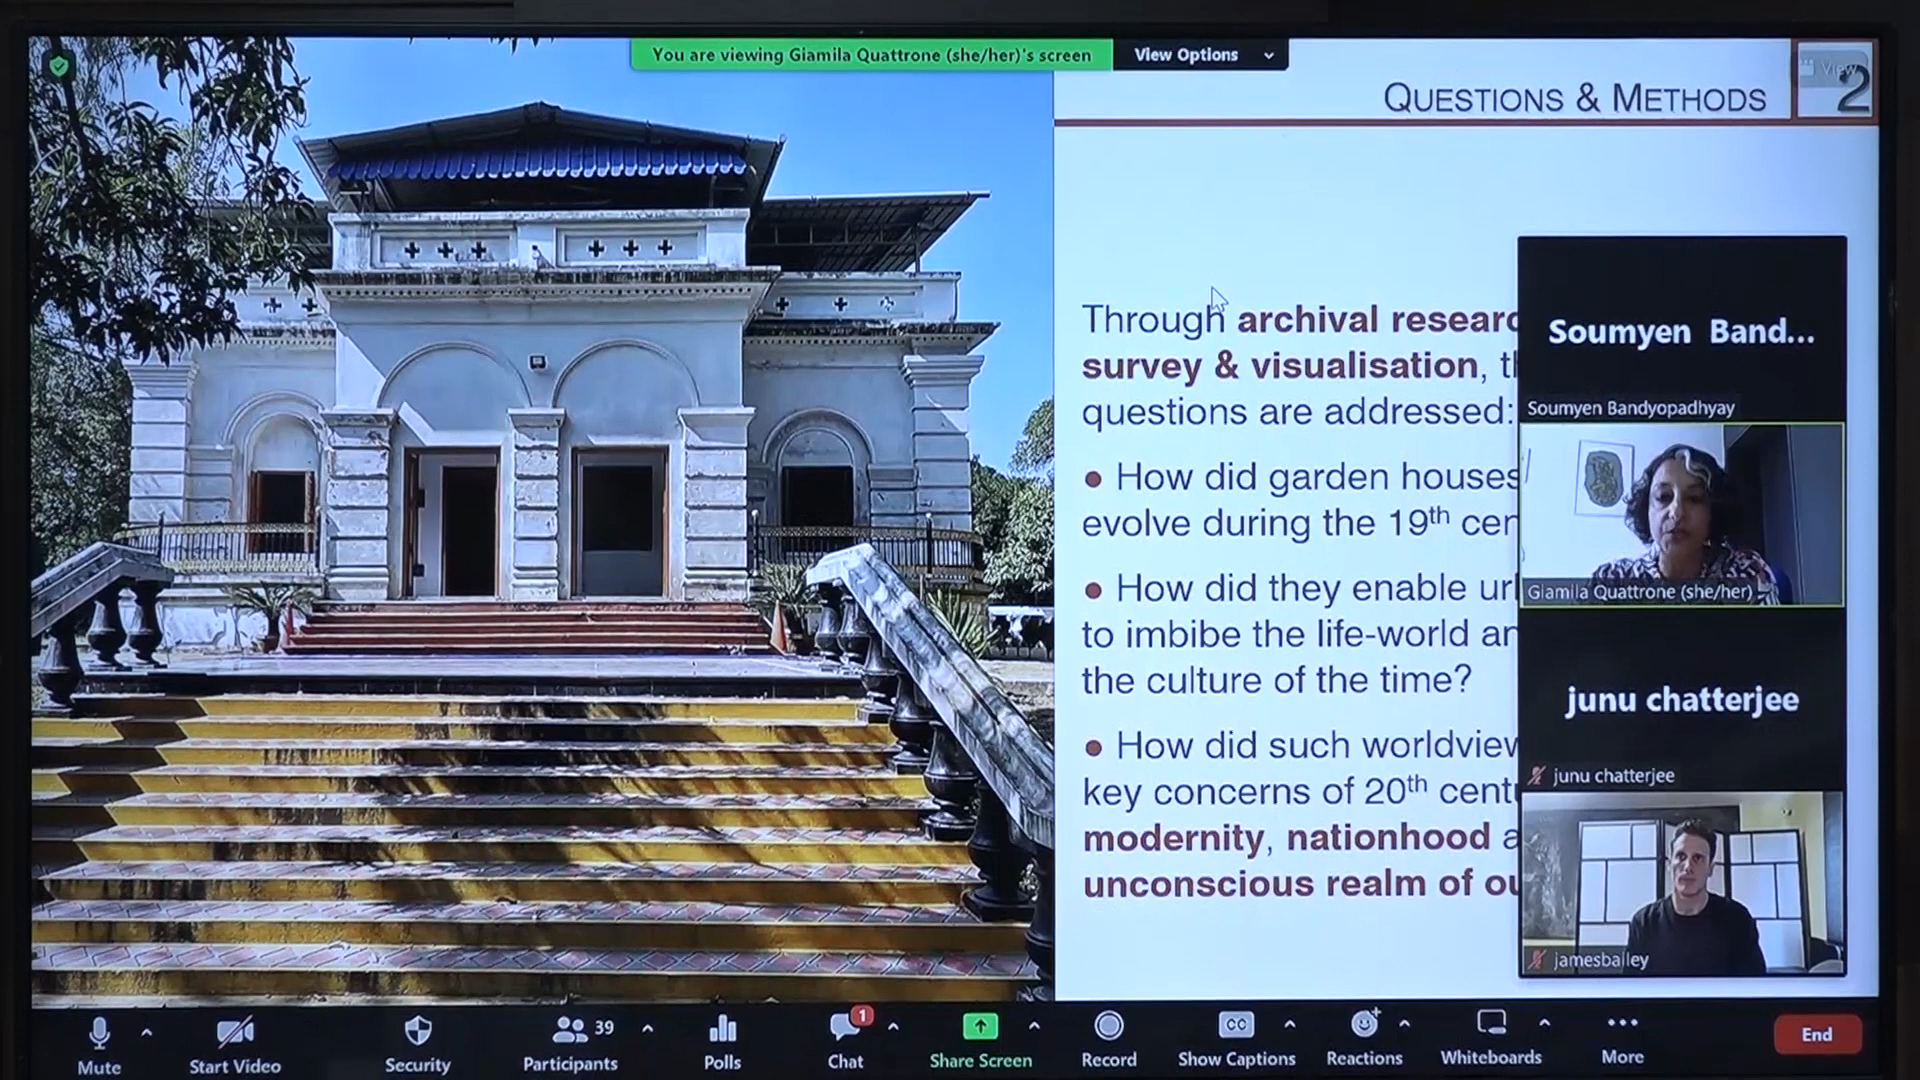 You are viewing Giamila Quattrone (she/her)'s screen
View Options
QUESTIONS & METHODS
View
2
Through archival researc
survey & visualisation, th
questions are addressed:
● How did garden houses
evolve during the 19th cen
● How did they enable url
to imbibe the life-world an
the culture of the time?
● How did such worldview
key concerns of 20th cent
modernity, nationhood a
unconscious realm of ou
Soumyen Band...
Soumyen Bandyopadhyay
Giamila Quattrone (she/her)
junu chatterjee
junu chatterjee
jamesbailey
Mute
Start Video
Security
39
Participants
Polls
1
Chat
Share Screen
Record
CC
Show Captions
Reactions
Whiteboards
More
End